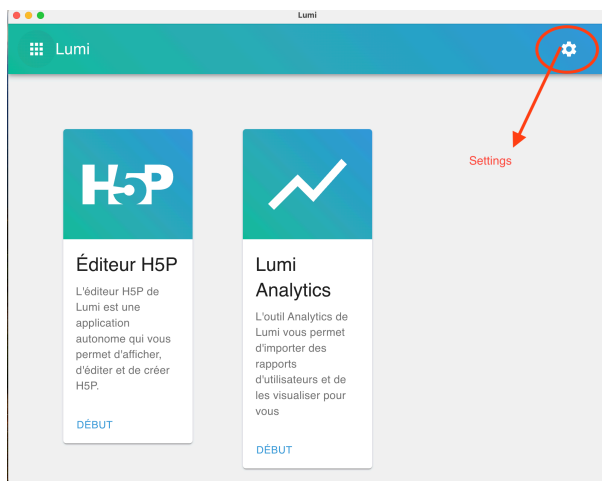 Lumi
Lumi
Settings
H5P
Éditeur H5P
L'éditeur H5P de
Lumi est une
application
autonome qui vous
permet d'afficher,
d'éditer et de créer
H5P.
DÉBUT
Lumi
Analytics
L'outil Analytics de
Lumi vous permet
d'importer des
rapports
d'utilisateurs et de
les visualiser pour
vous
DÉBUT